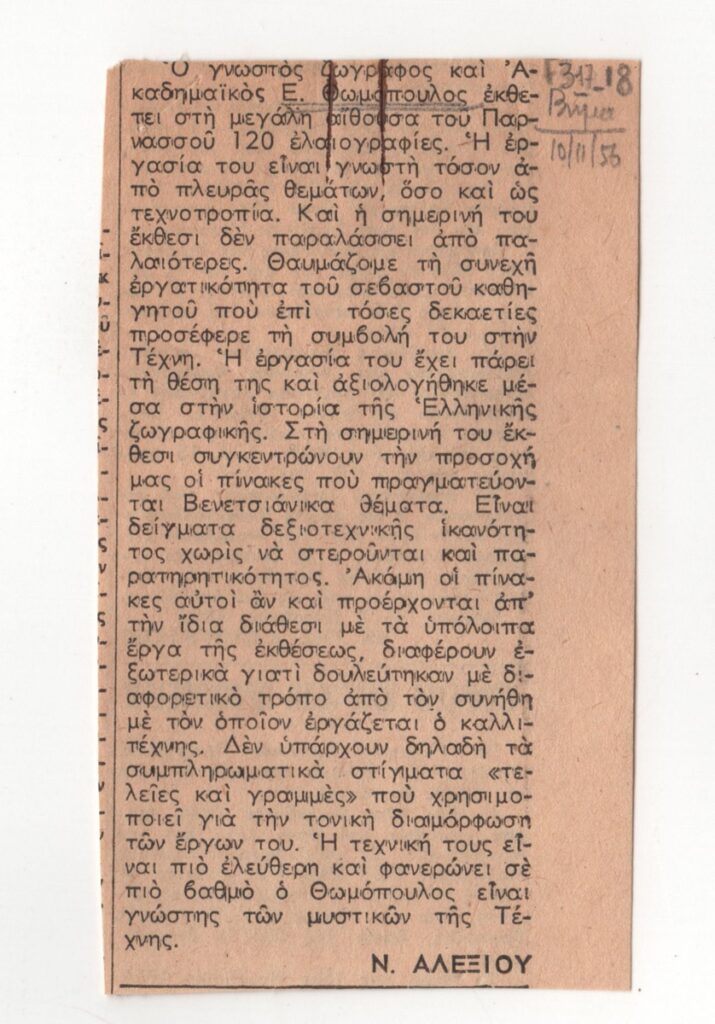 Ὁ γνωστὸς ζωγράφος καὶ Ἀ-
καδημαϊκὸς Ε. Θωμόπουλος ἐκθε-
τει στὴ μεγάλη αἴθουσα τοῦ Παρ-
νασσοῦ 120 ἐλαιογραφίες. Ἡ ἐρ-
γασία του εἶναι γνωστὴ τόσον ἀ-
πὸ πλευρᾶς θεμάτων, ὅσο καὶ ὡς
τεχνοτροπία. Καὶ ἡ σημερινή του
ἔκθεσι δὲν παραλάσσει ἀπὸ πα-
λαιότερες. Θαυμάζομε τὴ συνεχῆ
ἐργατικότητα τοῦ σεβαστοῦ καθη-
γητοῦ ποὺ ἐπὶ τόσες δεκαετίες
προσέφερε τὴ συμβολή του στὴν
Τέχνη. Ἡ ἐργασία του ἔχει πάρει
τὴ θέση της καὶ ἀξιολογήθηκε μέ-
σα στὴν ἱστορία τῆς Ἑλληνικῆς
ζωγραφικῆς. Στὴ σημερινή του ἔκ-
θεσι συγκεντρώνουν τὴν προσοχή
μας οἱ πίνακες ποὺ πραγματεύον-
ται Βενετσιάνικα θέματα. Εἶναι
δείγματα δεξιοτεχνικῆς ἱκανότη-
τος χωρὶς νὰ στεροῦνται καὶ πα-
ρατηρητικότητος. Ἀκόμη οἱ πίνα-
κες αὐτοὶ ἂν καὶ προέρχονται ἀπ'
τὴν ἴδια διάθεσι μὲ τὰ ὑπόλοιπα
ἔργα τῆς ἐκθέσεως, διαφέρουν ἐ-
ξωτερικὰ γιατὶ δουλεύτηκαν μὲ δι-
αφορετικὸ τρόπο ἀπὸ τὸν συνήθη
μὲ τὸν ὁποῖον ἐργάζεται ὁ καλλι-
τέχνης. Δὲν ὑπάρχουν δηλαδὴ τὰ
συμπληρωματικὰ στίγματα «τε-
λεῖες καὶ γραμμὲς» ποὺ χρησιμο-
ποιεῖ γιὰ τὴν τονικὴ διαμόρφωση
τῶν ἔργων του. Ἡ τεχνική τους εἶ-
ναι πιὸ ἐλεύθερη καὶ φανερώνει σὲ
πιὸ βαθμὸ ὁ Θωμόπουλος εἶναι
γνώστης τῶν μυστικῶν τῆς Τέ-
χνης.
Ν. ΑΛΕΞΙΟΥ
317-18
Βῆμα
10/11/56